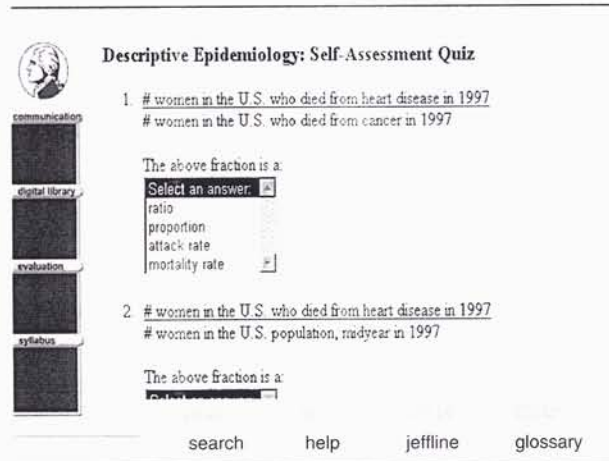 Descriptive Epidemiology: Self-Assessment Quiz
1. # women in the U.S. who died from heart disease in 1997
# women in the U.S. who died from cancer in 1997
The above fraction is a:
Select an answer:
ratio
proportion
attack rate
mortality rate
2. # women in the U.S. who died from heart disease in 1997
# women in the U.S. population, midyear in 1997
The above fraction is a:
Select an answer:
communication
digital library
evaluation
syllabus
search help jeffline glossary